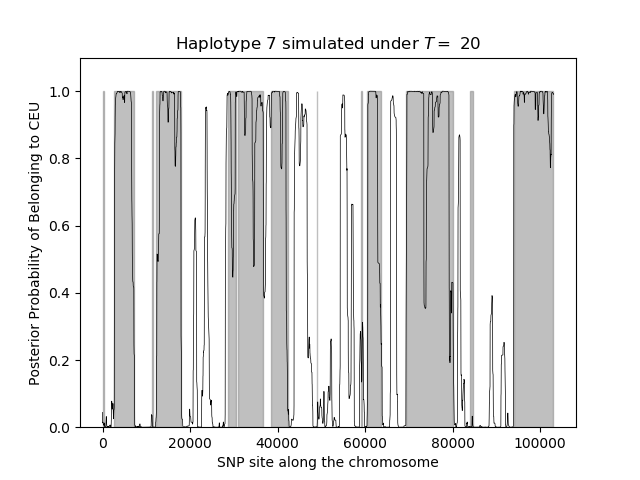 Haplotype 7 simulated under T = 20
Posterior Probability of Belonging to CEU
1.0
0.8
0.6
0.4
0.2
0.0
0 20000 40000 60000 80000 100000
SNP site along the chromosome